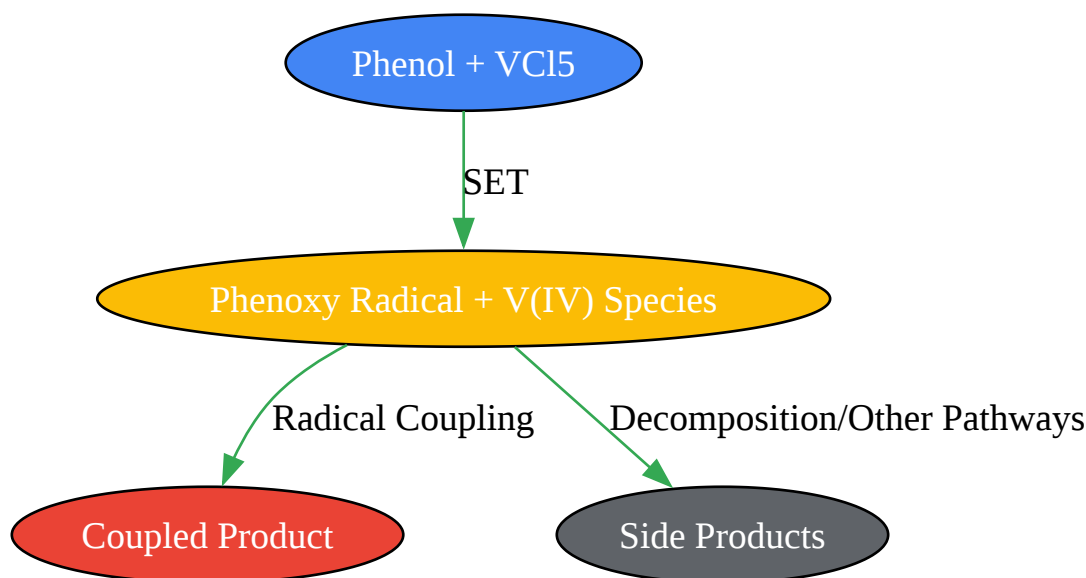 Phenol + VCl5
SET
Phenoxy Radical + V(IV) Species
Radical Coupling
Decomposition/Other Pathways
Coupled Product
Side Products